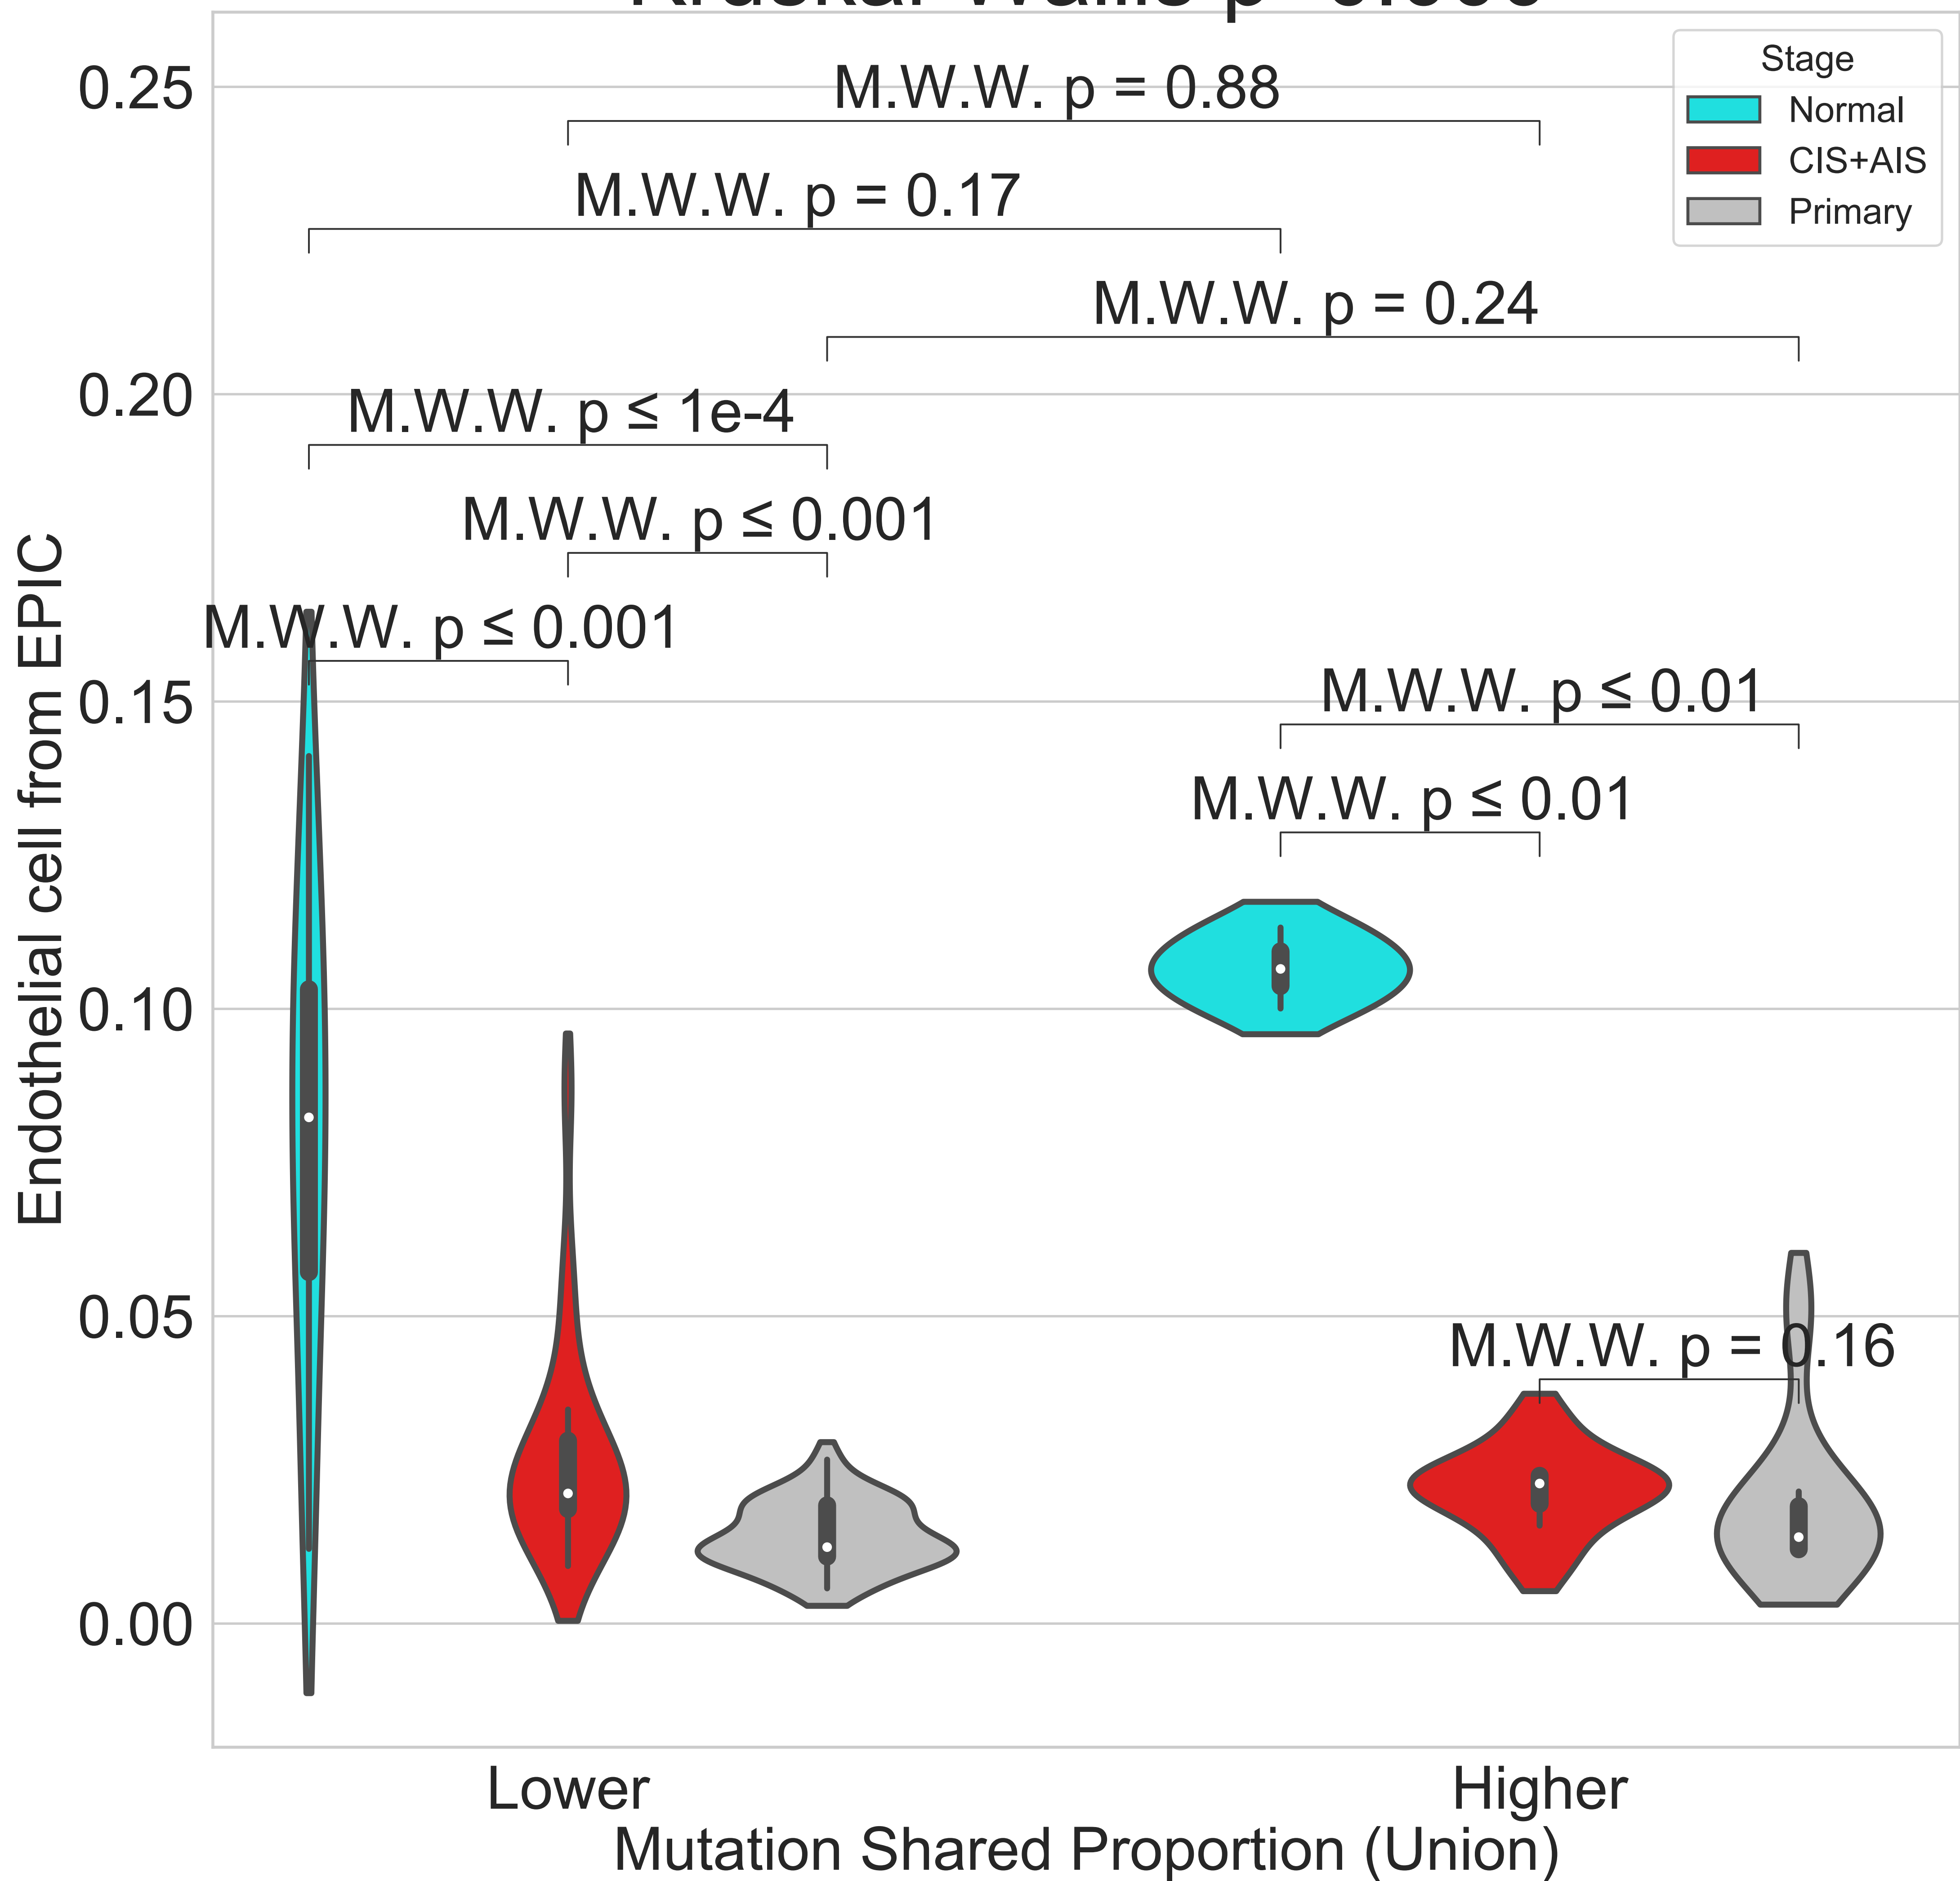 0.25
0.20
0.15
0.10
0.05
0.00
Endothelial cell from EPIC
M.W.W. p = 0.88
M.W.W. p = 0.17
M.W.W. p = 0.24
M.W.W. p ≤ 1e-4
M.W.W. p ≤ 0.001
M.W.W. p ≤ 0.001
M.W.W. p ≤ 0.01
M.W.W. p ≤ 0.01
M.W.W. p = 0.16
Stage
Normal
CIS+AIS
Primary
Lower
Higher
Mutation Shared Proportion (Union)